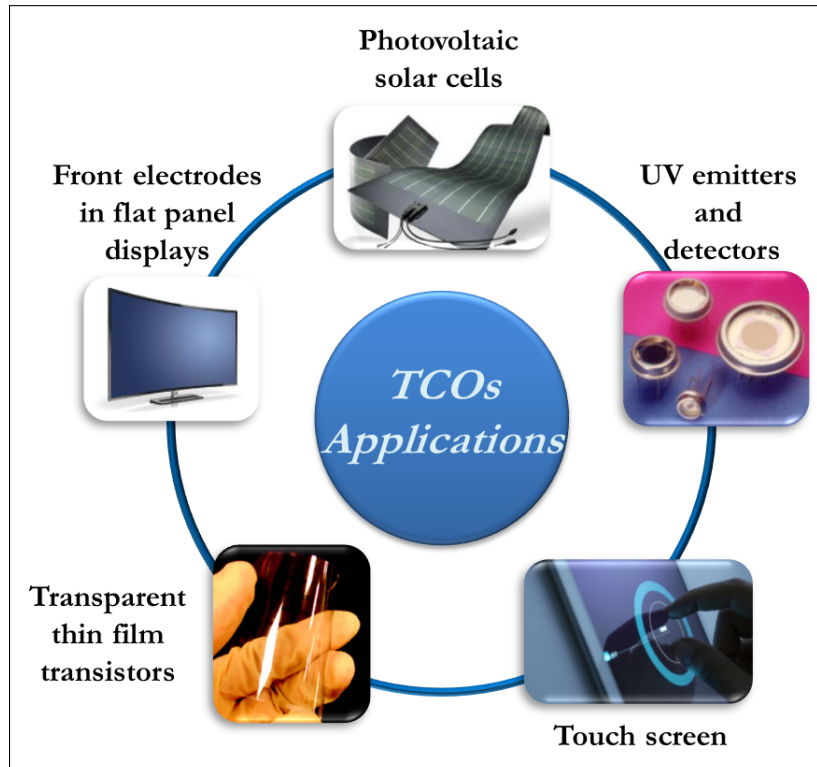 Photovoltaic
solar cells
Front electrodes
in flat panel
displays
UV emitters
and
detectors
TCOs
Applications
Transparent
thin film
transistors
Touch screen